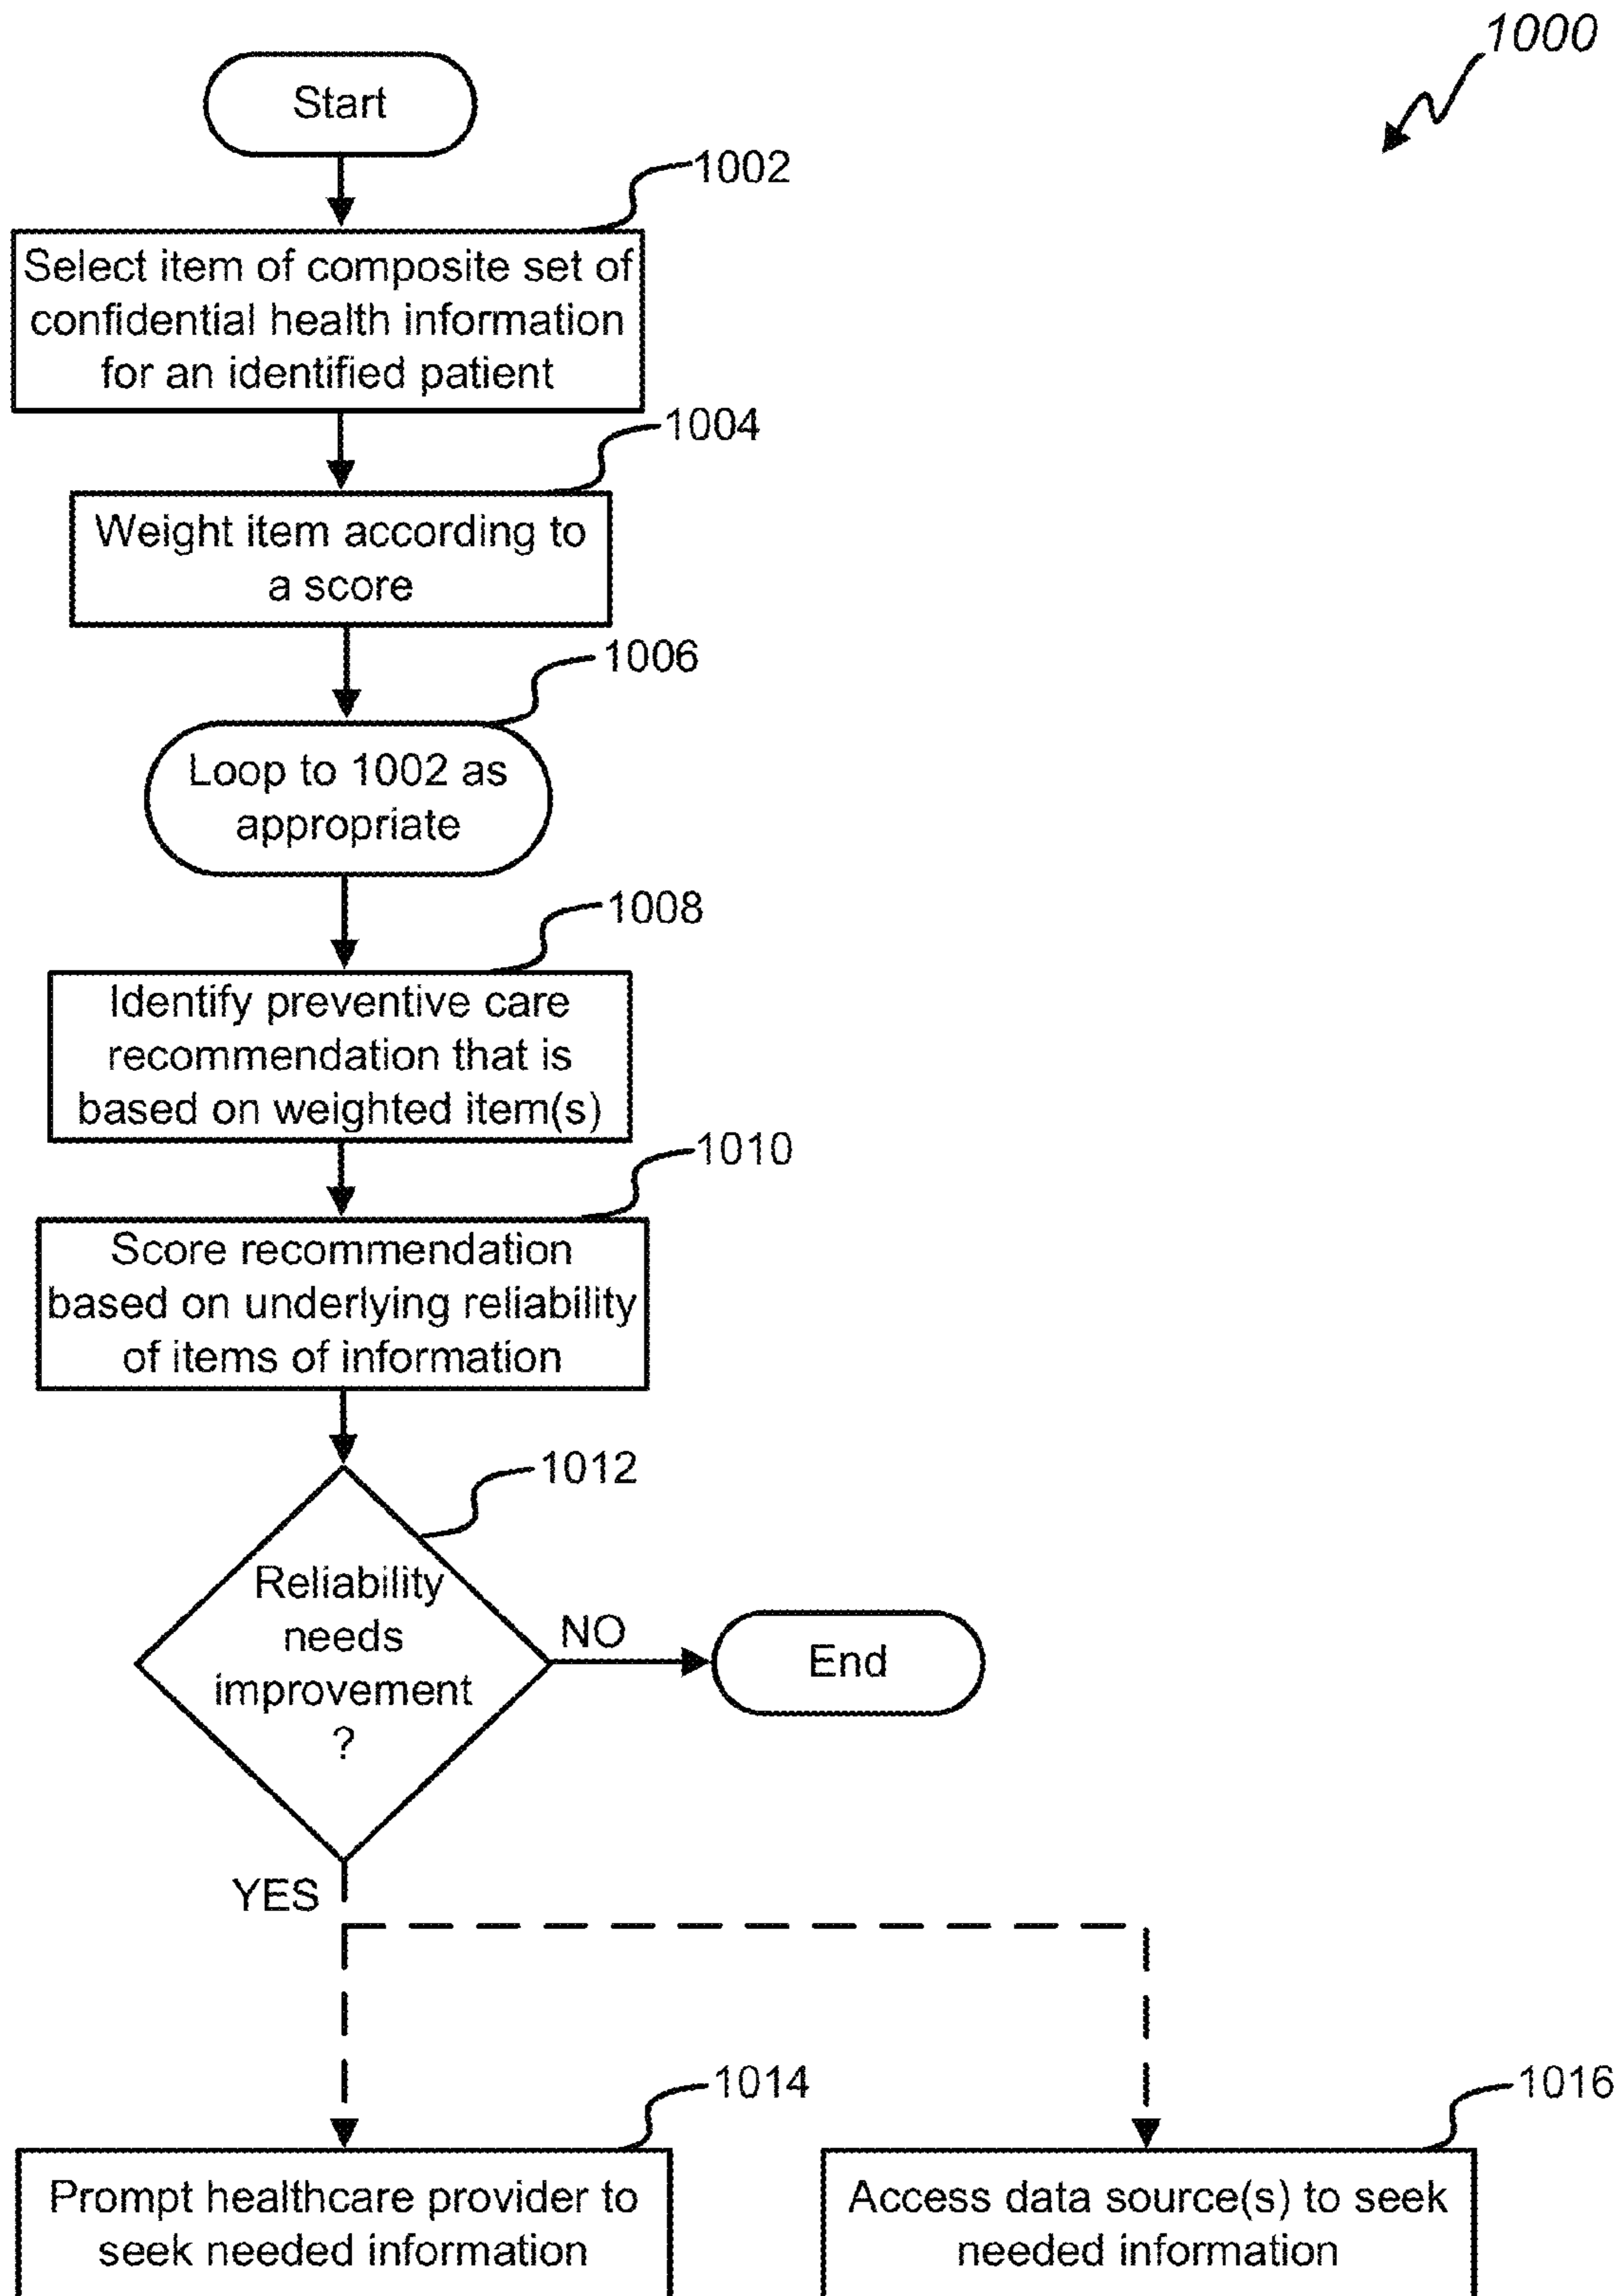 1000
Start
1002
Select item of composite set of
confidential health information
for an identified patient
1004
Weight item according to
a score
1006
Loop to 1002 as
appropriate
1008
Identify preventive care
recommendation that is
based on weighted item(s)
1010
Score recommendation
based on underlying reliability
of items of information
1012
Reliability
needs
improvement
?
NO
End
YES
1014
Prompt healthcare provider to
seek needed information
1016
Access data source(s) to seek
needed information